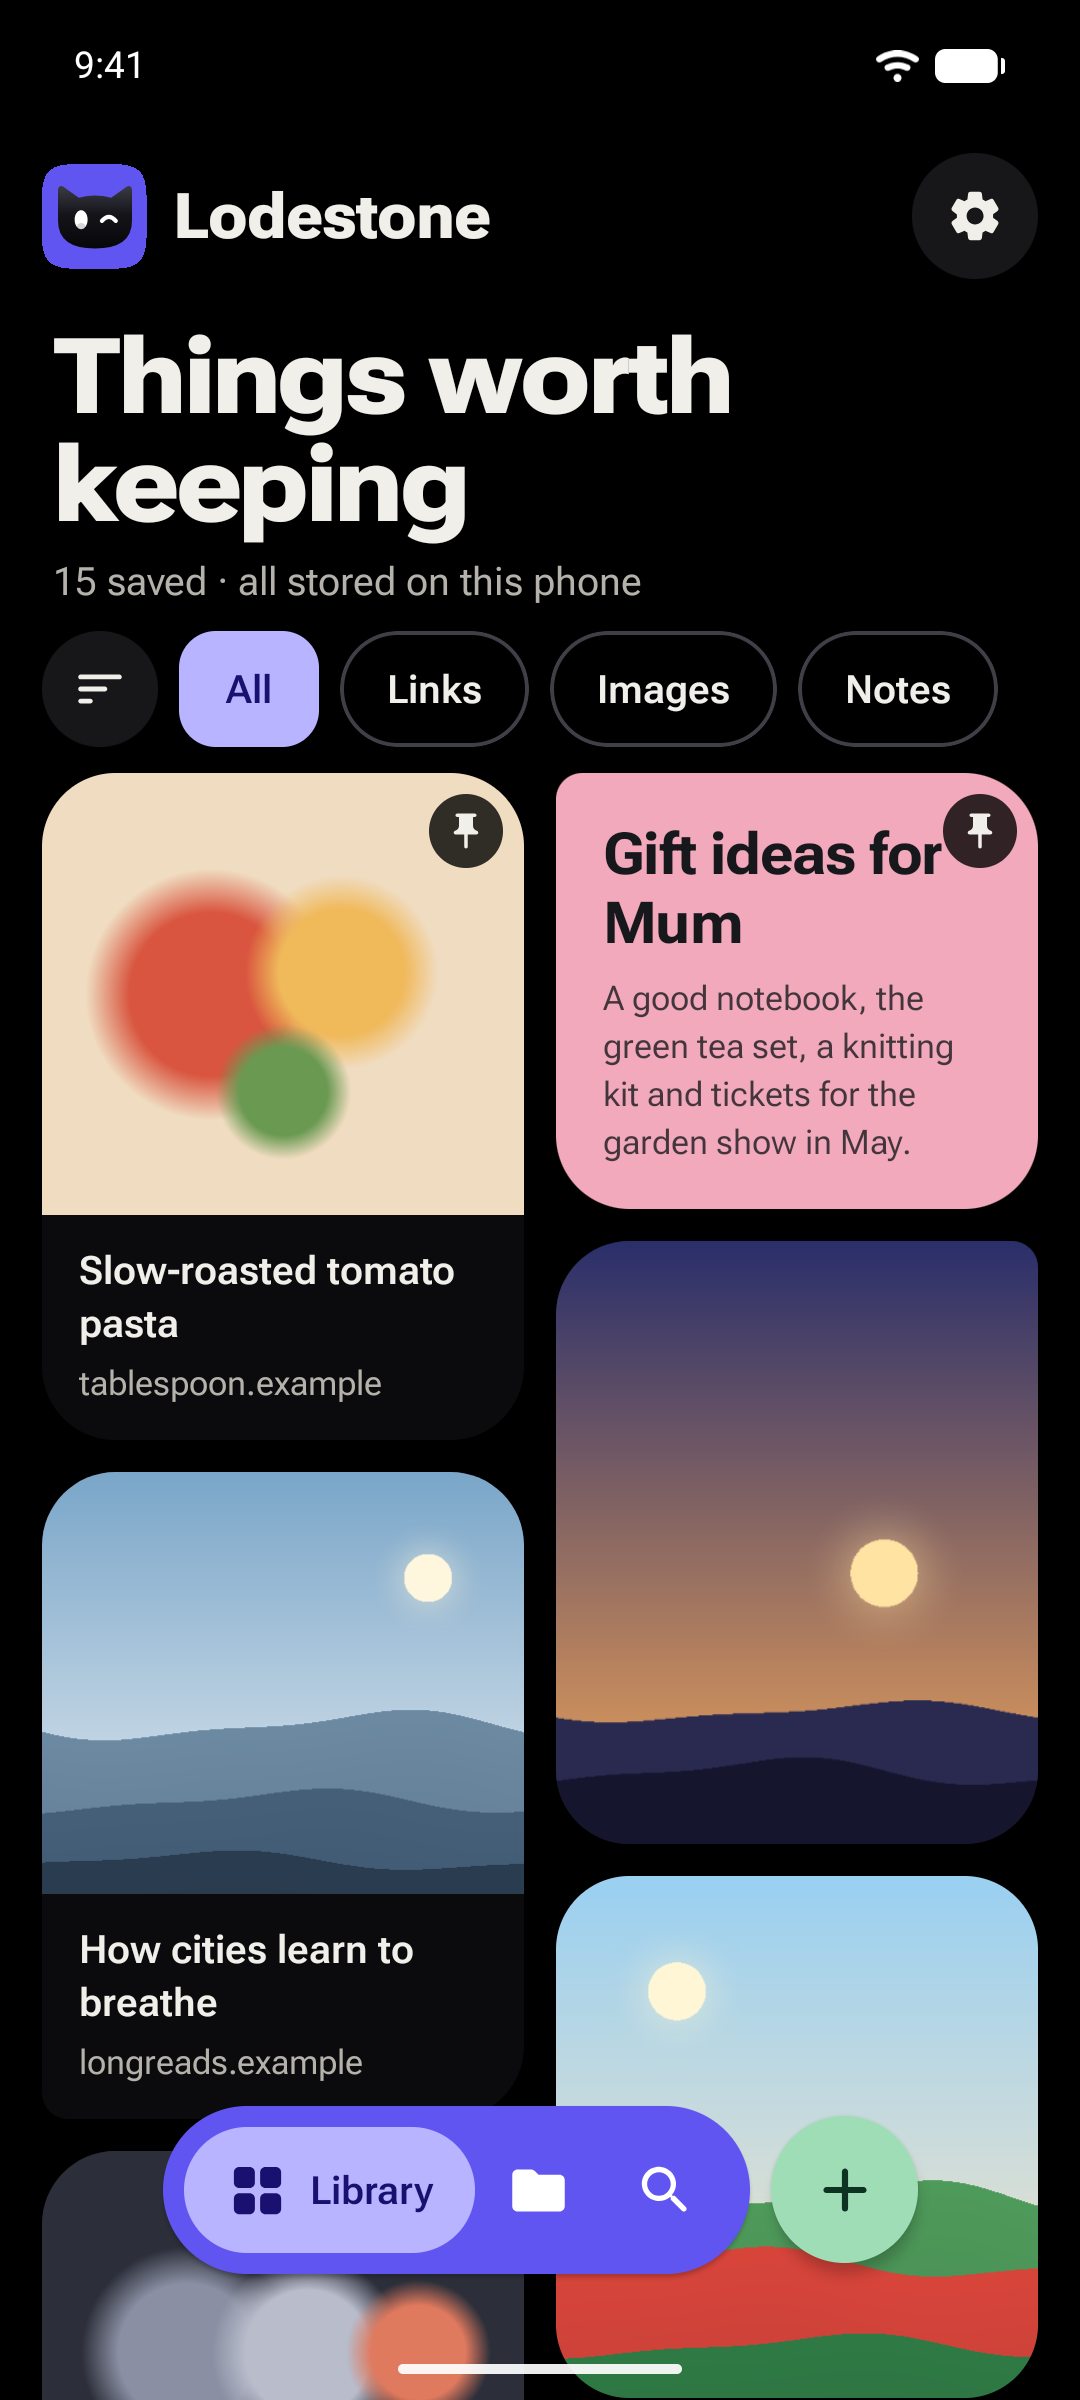 9:41
Lodestone
Things worth
keeping
15 saved · all stored on this phone
All
Links
Images
Notes
Slow-roasted tomato
pasta
tablespoon.example
Gift ideas for
Mum
A good notebook, the
green tea set, a knitting
kit and tickets for the
garden show in May.
How cities learn to
breathe
longreads.example
Library